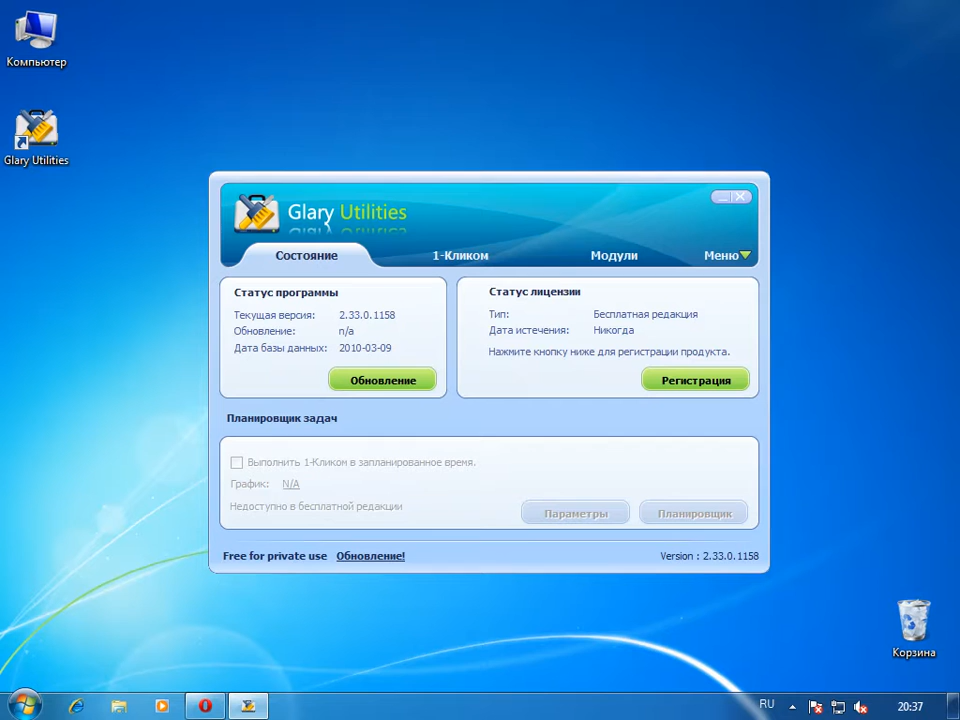 Компьютер
Glary Utilities
Glary Utilities
Состояние
1-Кликом
Модули
Меню
Статус программы
Текущая версия: 2.33.0.1158
Обновление: n/a
Дата базы данных: 2010-03-09
Обновление
Статус лицензии
Тип: Бесплатная редакция
Дата истечения: Никогда
Нажмите кнопку ниже для регистрации продукта.
Регистрация
Планировщик задач
Выполнить 1-Кликом в запланированное время.
График: N/A
Недоступно в бесплатной редакции
Параметры
Планировщик
Free for private use Обновление!
Version : 2.33.0.1158
Корзина
RU
20:37